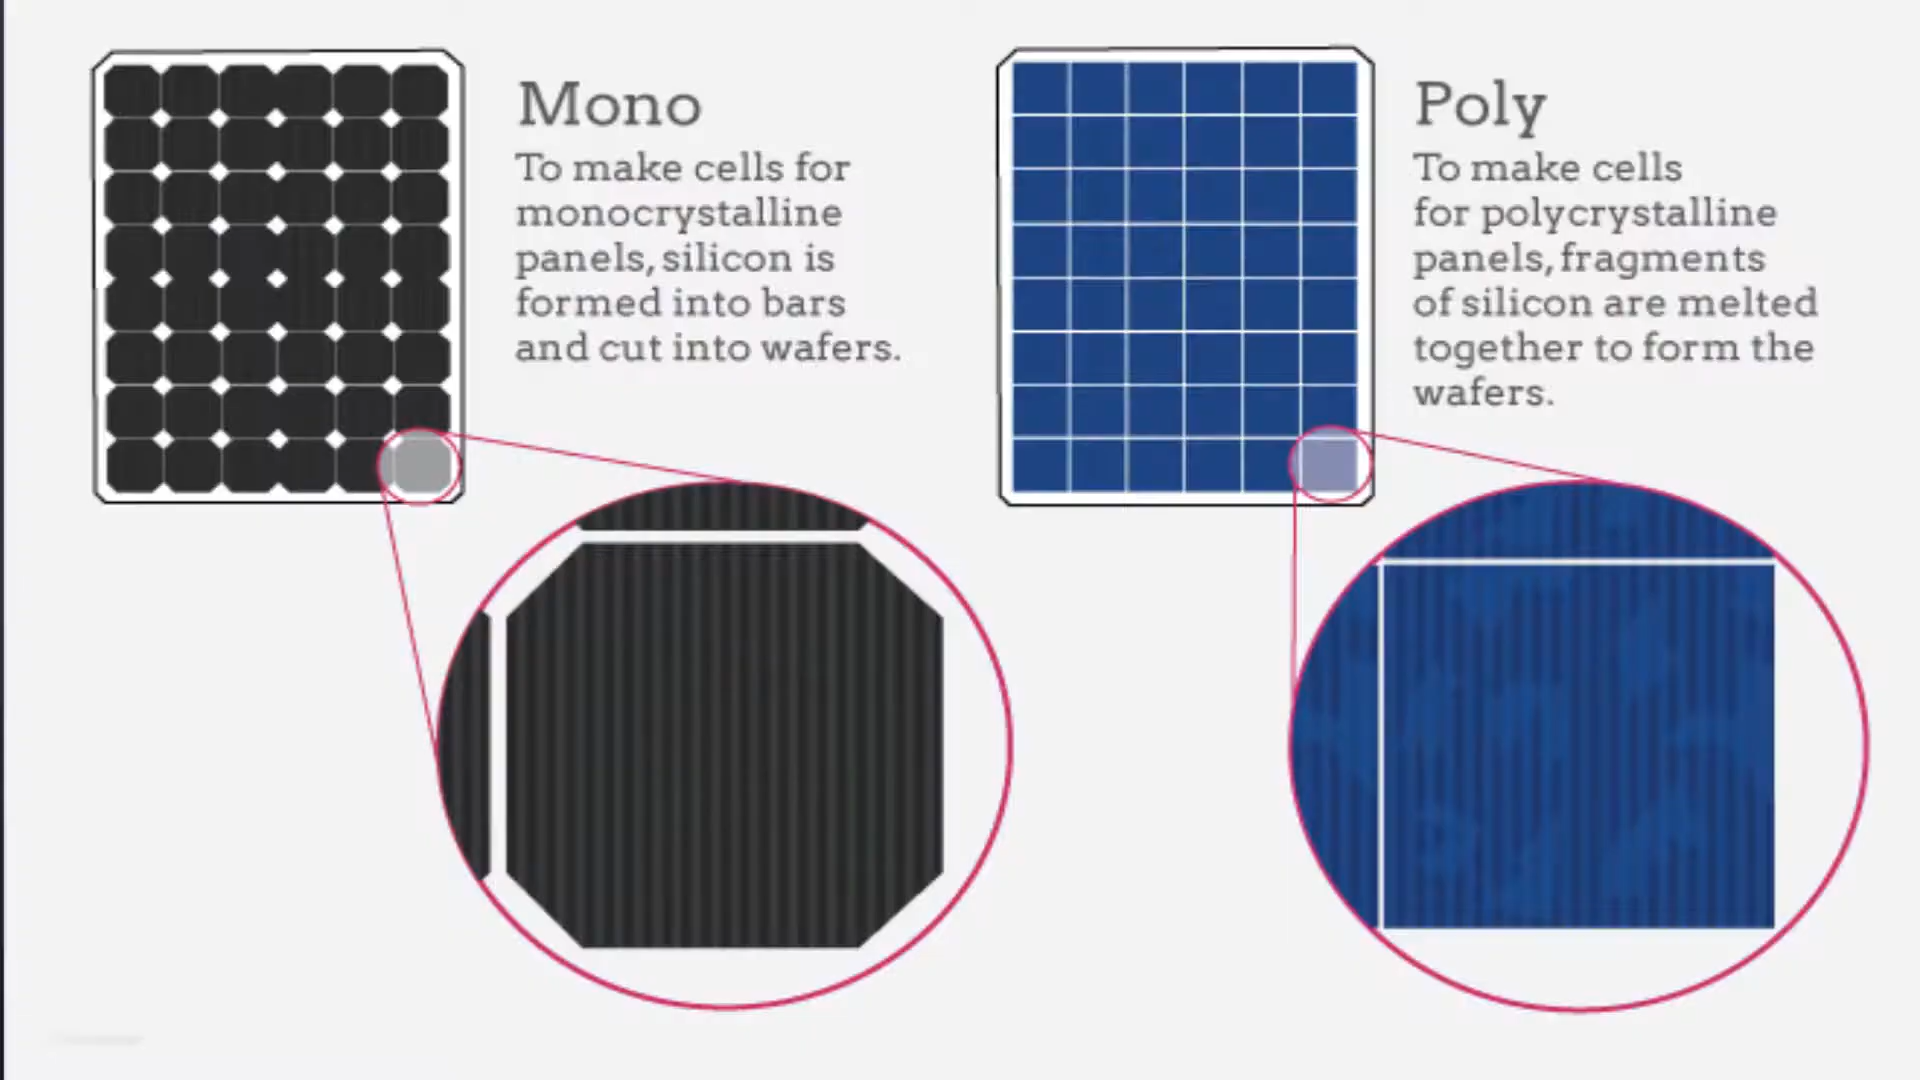 Mono
To make cells for
monocrystalline
panels, silicon is
formed into bars
and cut into wafers.
Poly
To make cells
for polycrystalline
panels, fragments
of silicon are melted
together to form the
wafers.